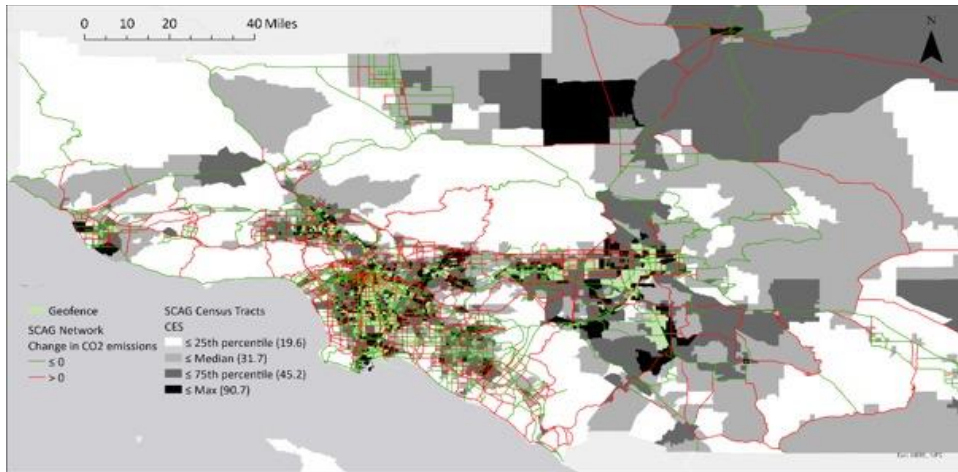 0 10 20 40 Miles
N
Geofence
SCAG Network
Change in CO2 emissions
≤ 0
> 0
SCAG Census Tracts
CES
≤ 25th percentile (19.6)
≤ Median (31.7)
≤ 75th percentile (45.2)
≤ Max (90.7)